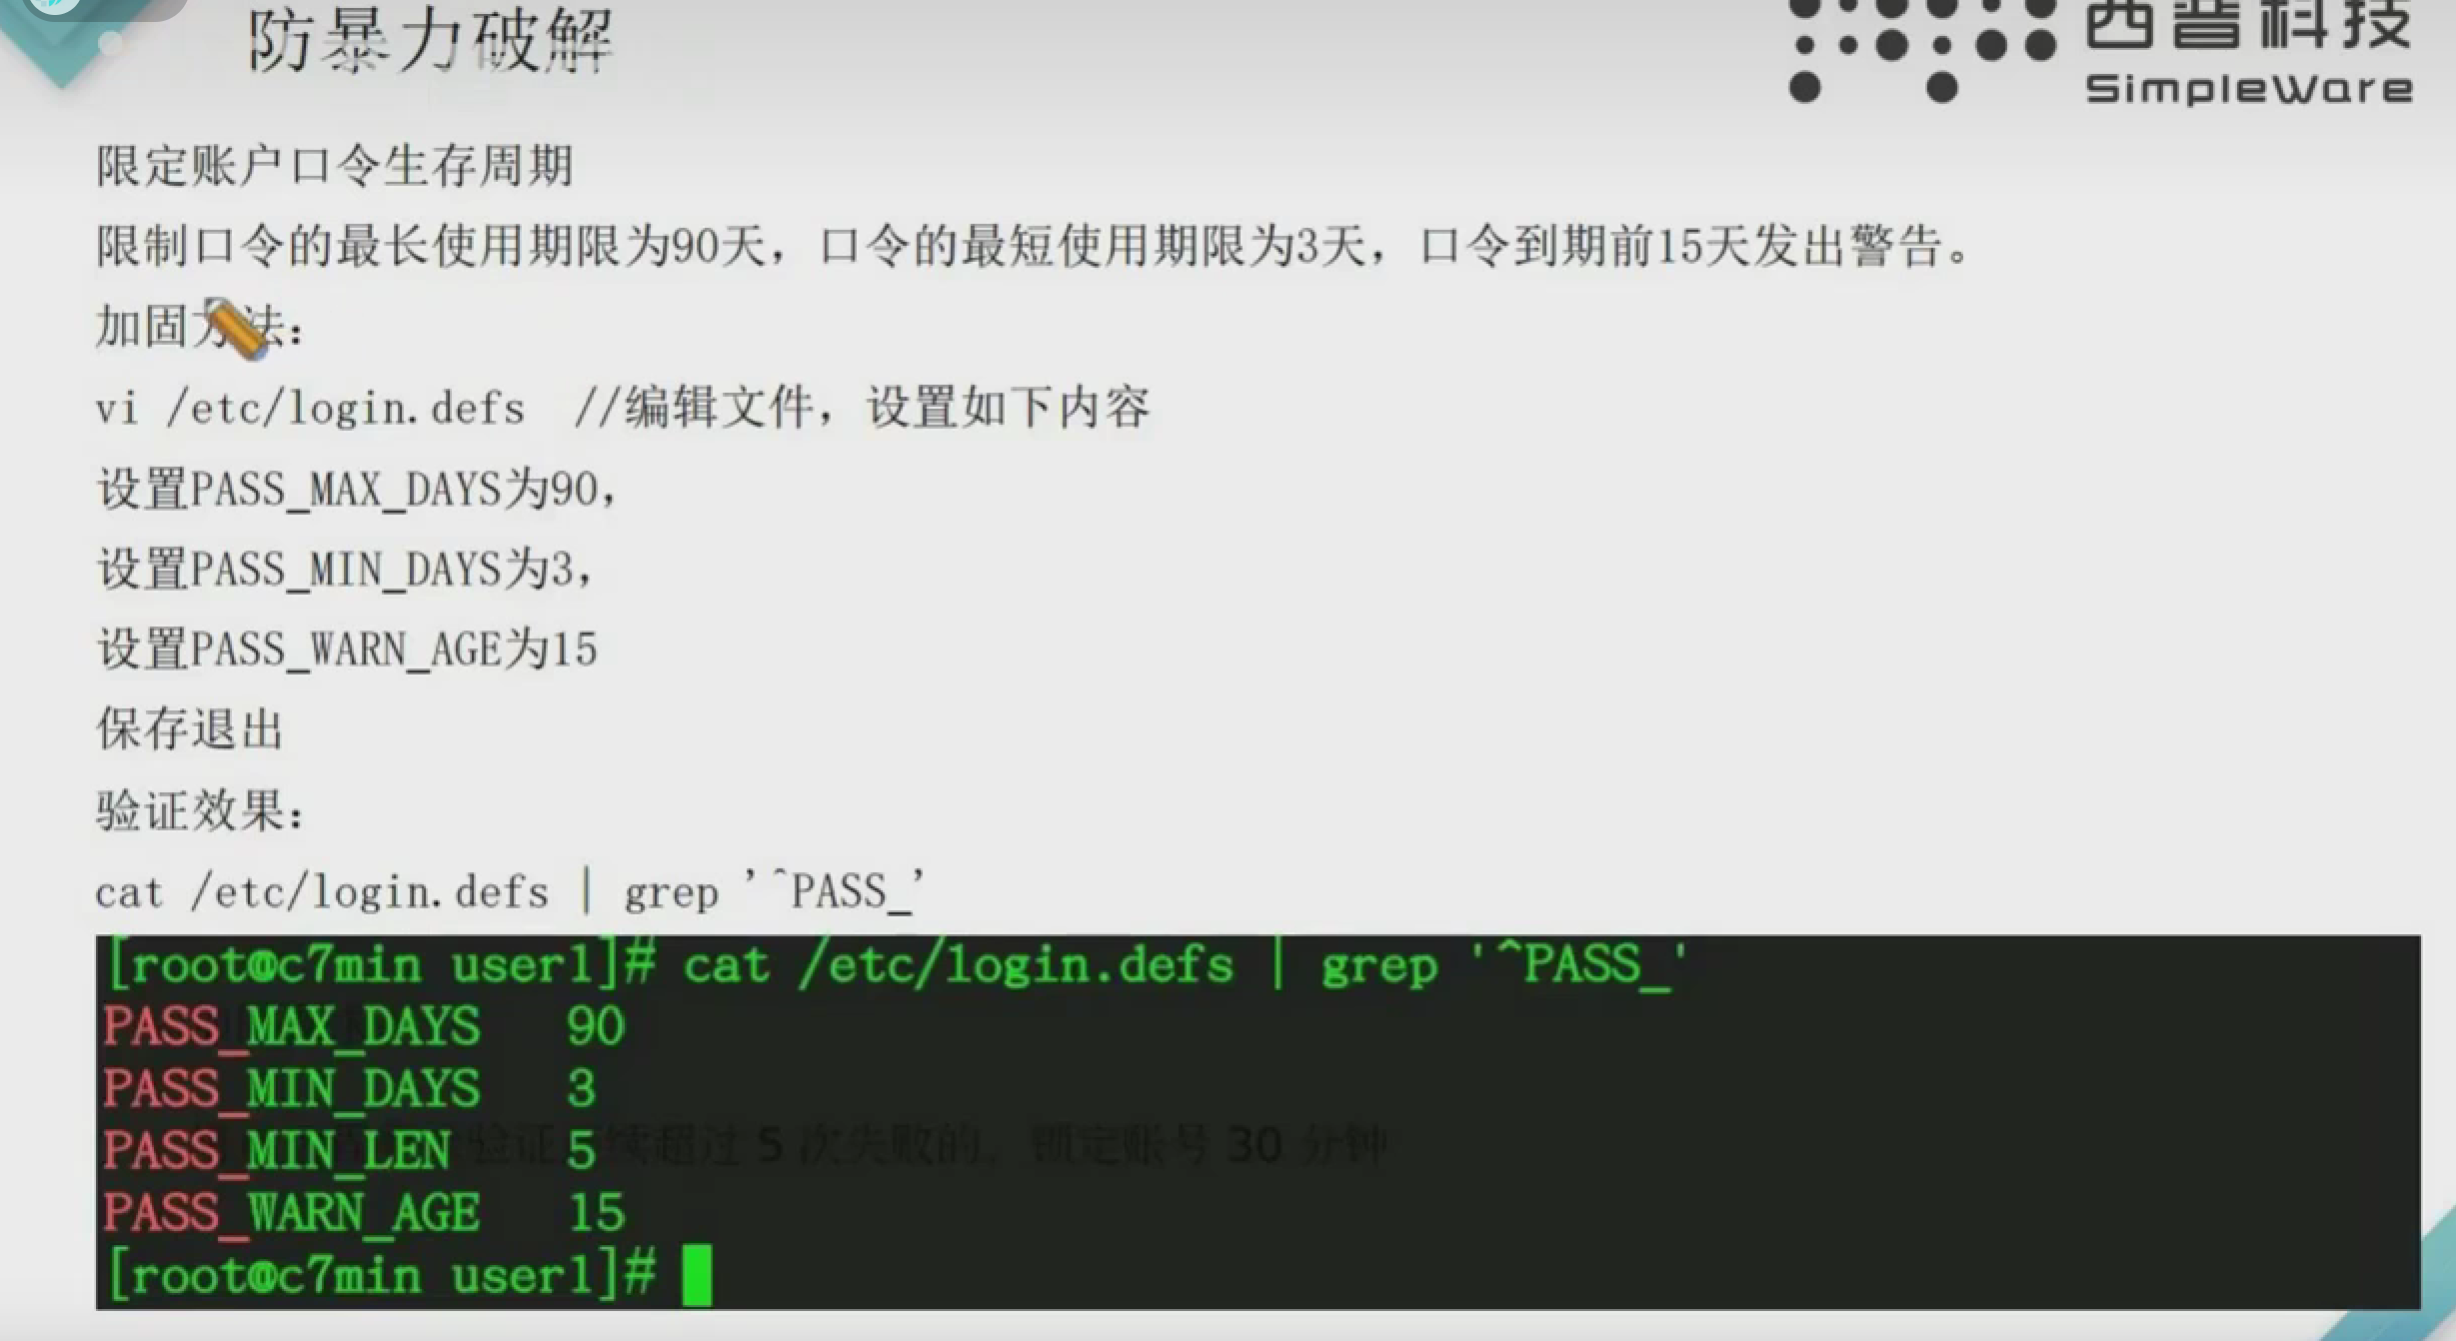 防暴力破解
西普科技
SimpleWare
限定账户口令生存周期
限制口令的最长使用期限为90天，口令的最短使用期限为3天，口令到期前15天发出警告。
加固方法：
vi /etc/login.defs  //编辑文件，设置如下内容
设置PASS_MAX_DAYS为90，
设置PASS_MIN_DAYS为3，
设置PASS_WARN_AGE为15
保存退出
验证效果：
cat /etc/login.defs | grep '^PASS_'
[root@c7min user1]# cat /etc/login.defs | grep '^PASS_'
PASS_MAX_DAYS   90
PASS_MIN_DAYS   3
PASS_MIN_LEN    5
PASS_WARN_AGE   15
[root@c7min user1]#